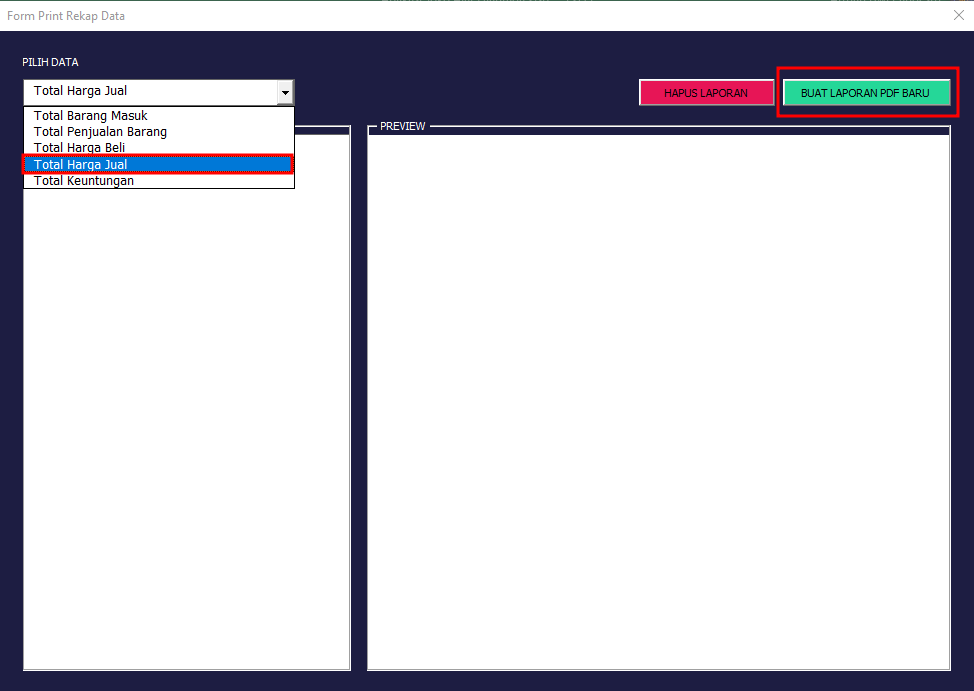 Form Print Rekap Data
PILIH DATA
Total Harga Jual
HAPUS LAPORAN
BUAT LAPORAN PDF BARU
Total Barang Masuk
Total Penjualan Barang
Total Harga Beli
Total Harga Jual
Total Keuntungan
PREVIEW